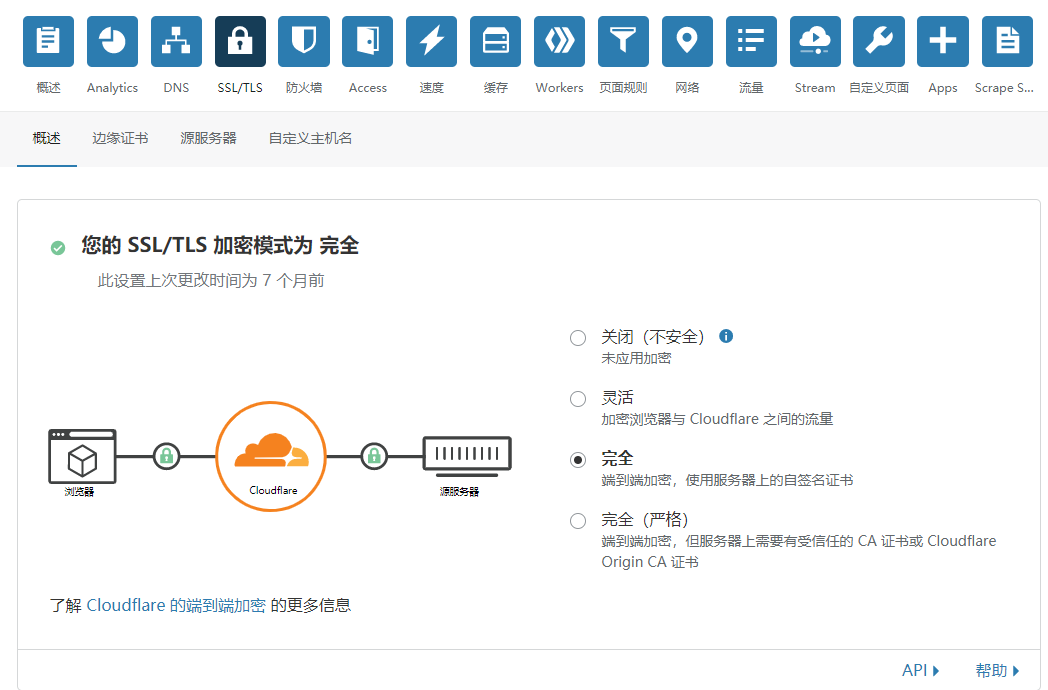 概述 Analytics DNS SSL/TLS 防火墙 Access 速度 缓存 Workers 页面规则 网络 流量 Stream 自定义页面 Apps Scrape S...
概述 边缘证书 源服务器 自定义主机名
您的 SSL/TLS 加密模式为 完全
此设置上次更改时间为 7 个月前
关闭（不安全）
未应用加密
灵活
加密浏览器与 Cloudflare 之间的流量
完全
端到端加密，使用服务器上的自签名证书
完全（严格）
端到端加密，但服务器上需要有受信任的 CA 证书或 Cloudflare
Origin CA 证书
浏览器 Cloudflare 源服务器
了解 Cloudflare 的端到端加密 的更多信息
API 帮助